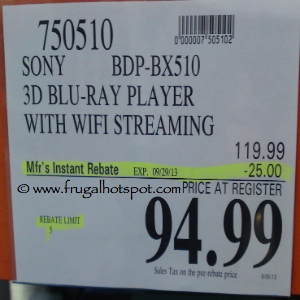 750510
0000007505102
SONY BDP-BX510
3D BLU-RAY PLAYER
WITH WIFI STREAMING
119.99
Mfr's Instant Rebate EXP. 09/29/13 -25.00
© www.frugalhotspot.com
PRICE AT REGISTER
REBATE LIMIT
5
94.99
Sales Tax on the pre-rebate price